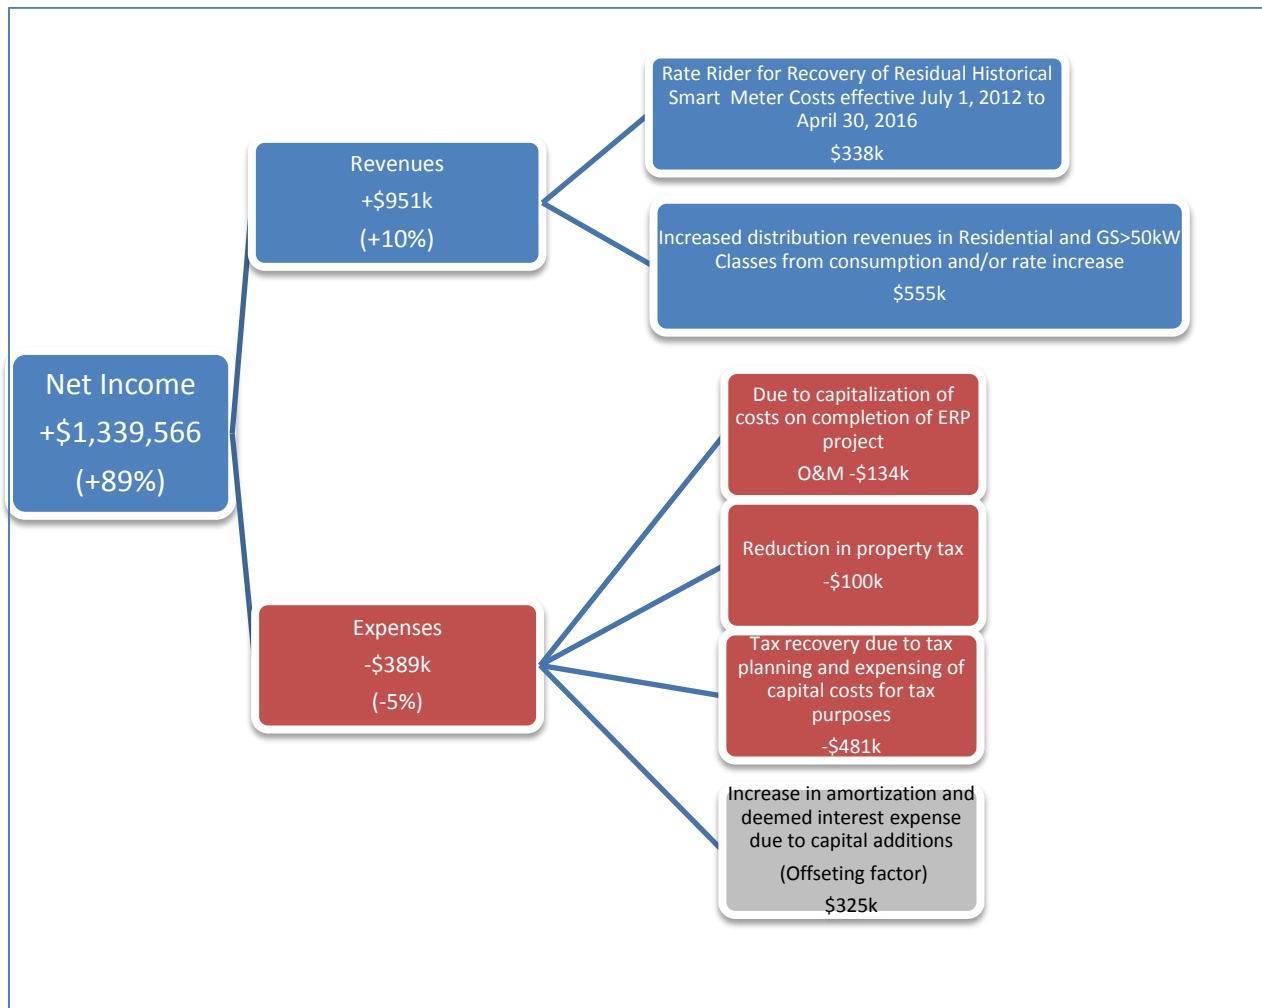 Net Income
+$1,339,566
(+89%)
Revenues
+$951k
(+10%)
Rate Rider for Recovery of Residual Historical
Smart Meter Costs effective July 1, 2012 to
April 30, 2016
$338k
Increased distribution revenues in Residential and GS>50kW
Classes from consumption and/or rate increase
$555k
Expenses
-$389k
(-5%)
Due to capitalization of
costs on completion of ERP
project
O&M -$134k
Reduction in property tax
-$100k
Tax recovery due to tax
planning and expensing of
capital costs for tax
purposes
-$481k
Increase in amortization and
deemed interest expense
due to capital additions
(Offseting factor)
$325k